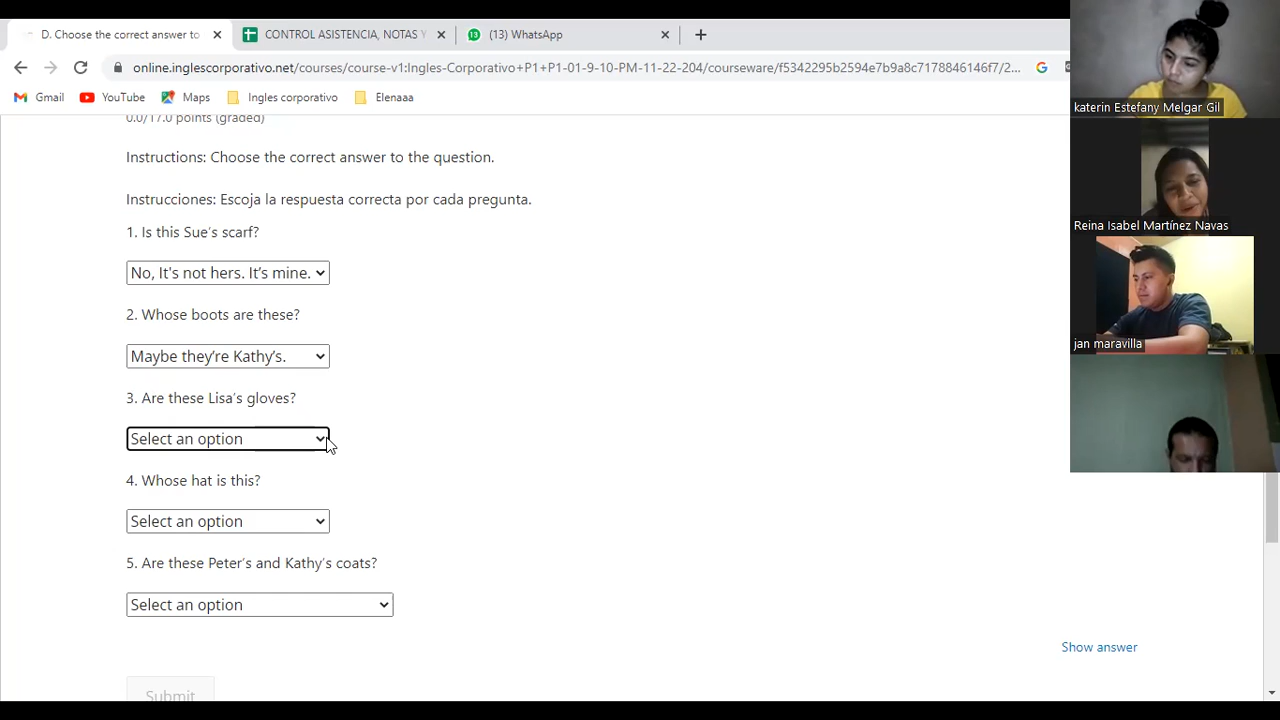 D. Choose the correct answer to
CONTROL ASISTENCIA, NOTAS Y
(13) WhatsApp
online.inglescorporativo.net/courses/course-v1:Ingles-Corporativo+P1+P1-01-9-10-PM-11-22-204/courseware/f5342295b2594e7b9a8c7178846146f7/2...
Gmail
YouTube
Maps
Ingles corporativo
Elenaaa
0.0/17.0 points (graded)
Instructions: Choose the correct answer to the question.
Instrucciones: Escoja la respuesta correcta por cada pregunta.
1. Is this Sue’s scarf?
No, It's not hers. It’s mine.
2. Whose boots are these?
Maybe they’re Kathy’s.
3. Are these Lisa’s gloves?
Select an option
4. Whose hat is this?
Select an option
5. Are these Peter’s and Kathy’s coats?
Select an option
Show answer
Submit
katerin Estefany Melgar Gil
Reina Isabel Martínez Navas
jan maravilla